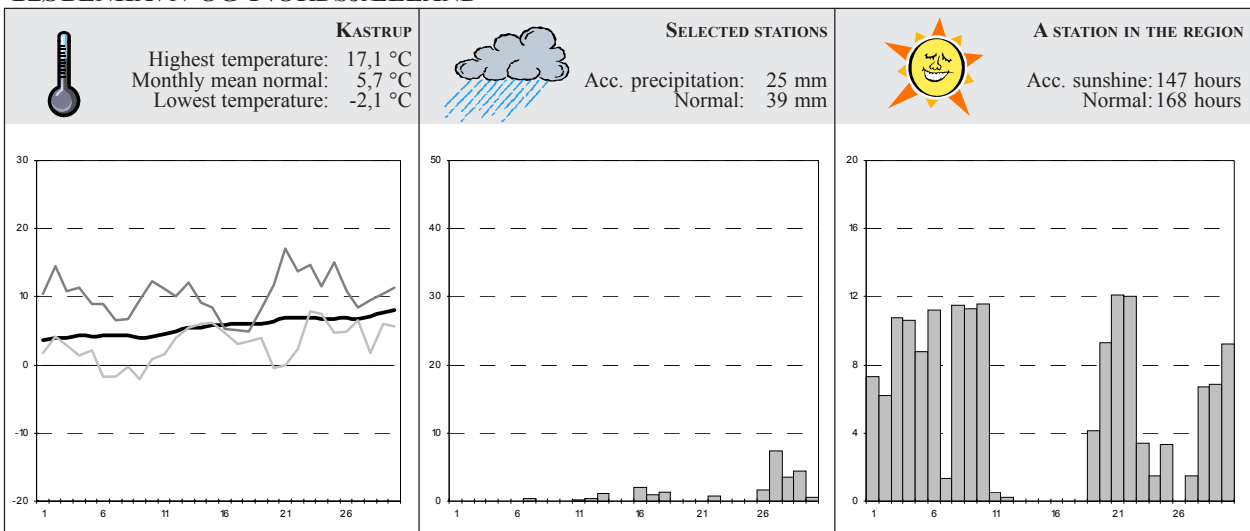 KASTRUP
Highest temperature: 17,1 °C
Monthly mean normal: 5,7 °C
Lowest temperature: -2,1 °C
SELECTED STATIONS
Acc. precipitation: 25 mm
Normal: 39 mm
A STATION IN THE REGION
Acc. sunshine: 147 hours
Normal: 168 hours
30
20
10
0
-10
-20
1 6 11 16 21 26
50
40
30
20
10
0
1 6 11 16 21 26
20
16
12
8
4
0
1 6 11 16 21 26